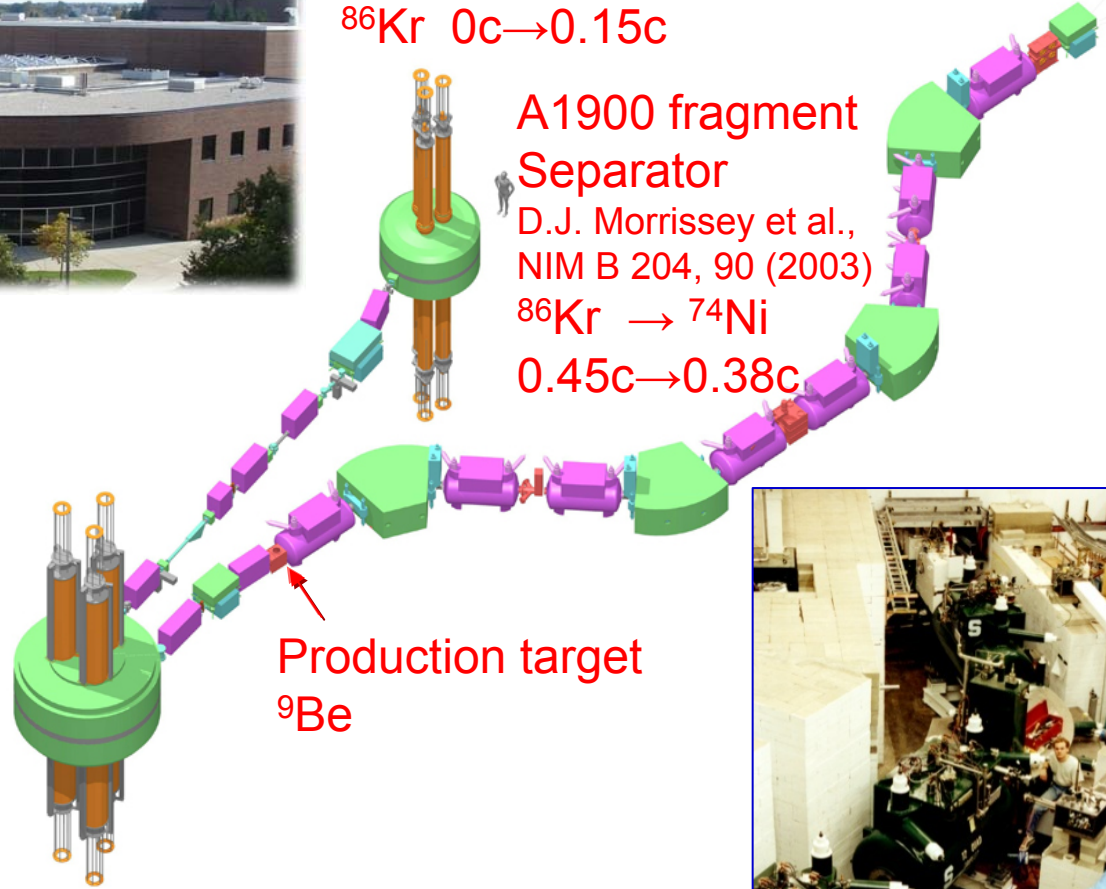 ⁸⁶Kr 0c→0.15c
A1900 fragment
Separator
D.J. Morrissey et al.,
NIM B 204, 90 (2003)
⁸⁶Kr → ⁷⁴Ni
0.45c→0.38c
Production target
⁹Be
S
S